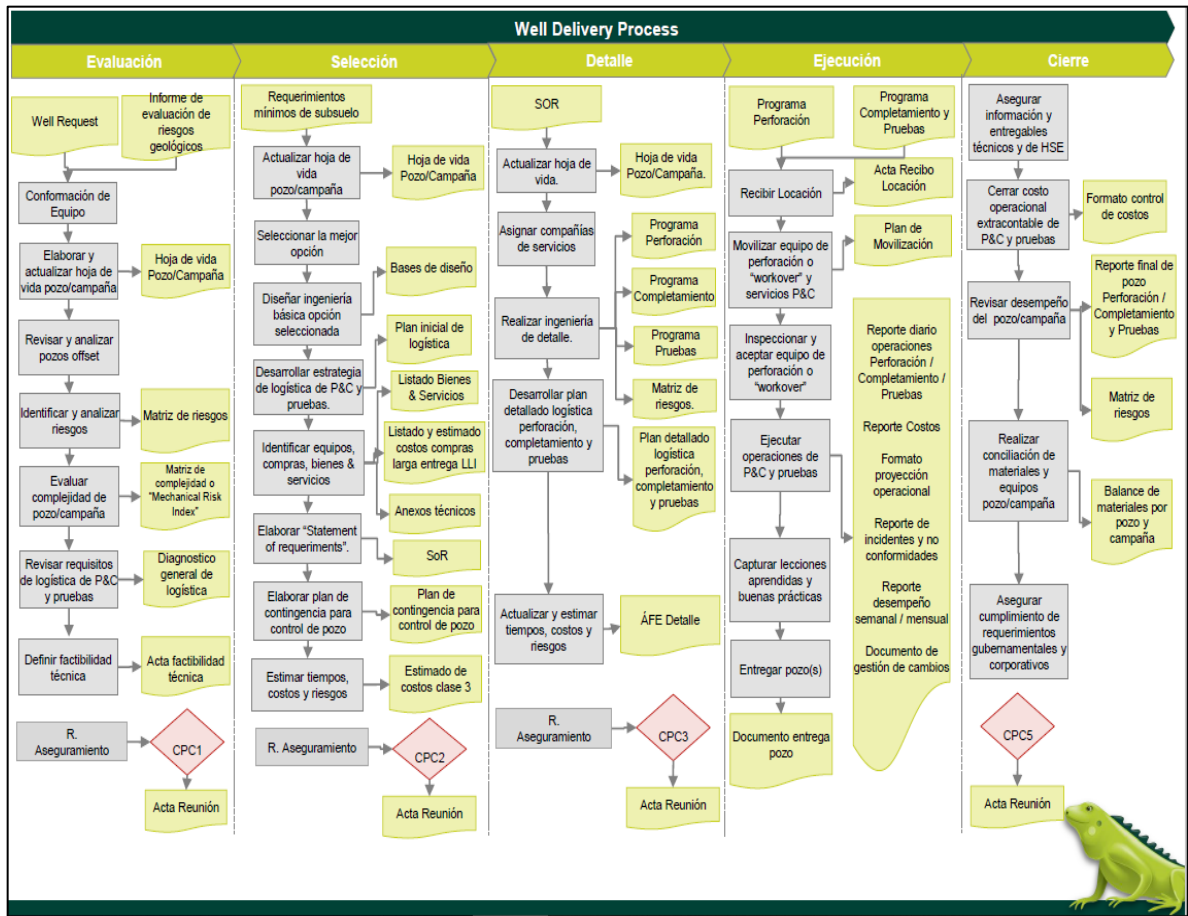 Well Delivery Process
Evaluación
Selección
Detalle
Ejecución
Cierre
Well Request
Informe de
evaluación de
riesgos
geológicos
Conformación de
Equipo
Elaborar y
actualizar hoja de
vida pozo/campaña
Hoja de vida
Pozo/Campaña
Revisar y analizar
pozos offset
Identificar y analizar
riesgos
Matriz de riesgos
Evaluar
complejidad de
pozo/campaña
Matriz de
complejidad o
“Mechanical Risk
Index”
Revisar requisitos
de logística de P&C
y pruebas
Diagnostico
general de
logística
Definir factibilidad
técnica
Acta factibilidad
técnica
R.
Aseguramiento
CPC1
Acta Reunión
Requerimientos
mínimos de subsuelo
Actualizar hoja de
vida
pozo/campaña
Hoja de vida
Pozo/Campaña
Seleccionar la mejor
opción
Diseñar ingeniería
básica opción
seleccionada
Bases de diseño
Desarrollar estrategia
de logística de P&C y
pruebas.
Plan inicial de
logística
Listado Bienes
& Servicios
Identificar equipos,
compras, bienes &
servicios
Listado y estimado
costos compras
larga entrega LLI
Anexos técnicos
Elaborar “Statement
of requeriments”.
SoR
Elaborar plan de
contingencia para
control de pozo
Plan de
contingencia para
control de pozo
Estimar tiempos,
costos y riesgos
Estimado de
costos clase 3
R. Aseguramiento
CPC2
Acta Reunión
SOR
Actualizar hoja de
vida.
Hoja de vida
Pozo/Campaña.
Asignar compañías
de servicios
Programa
Perforación
Programa
Completamiento
Realizar ingeniería
de detalle.
Programa
Pruebas
Matriz de
riesgos.
Desarrollar plan
detallado logística
perforación,
completamiento y
pruebas
Plan detallado
logística
perforación,
completamiento
y pruebas
Actualizar y estimar
tiempos, costos y
riesgos
ÁFE Detalle
R.
Aseguramiento
CPC3
Acta Reunión
Programa
Perforación
Programa
Completamiento y
Pruebas
Recibir Locación
Acta Recibo
Locación
Movilizar equipo de
perforación o
“workover” y
servicios P&C
Plan de
Movilización
Inspeccionar y
aceptar equipo de
perforación o
“workover”
Ejecutar
operaciones de
P&C y pruebas
Capturar lecciones
aprendidas y
buenas prácticas
Entregar pozo(s)
Documento entrega
pozo
Reporte diario
operaciones
Perforación /
Completamiento /
Pruebas
Reporte Costos
Formato
proyección
operacional
Reporte de
incidentes y no
conformidades
Reporte
desempeño
semanal / mensual
Documento de
gestión de cambios
Asegurar
información y
entregables
técnicos y de HSE
Cerrar costo
operacional
extracontable de
P&C y pruebas
Formato control
de costos
Revisar desempeño
del pozo/campaña
Reporte final de
pozo
Perforación /
Completamiento
y Pruebas
Matriz de
riesgos
Realizar
conciliación de
materiales y
equipos
pozo/campaña
Balance de
materiales por
pozo y
campaña
Asegurar
cumplimiento de
requerimientos
gubernamentales y
corporativos
CPC5
Acta Reunión